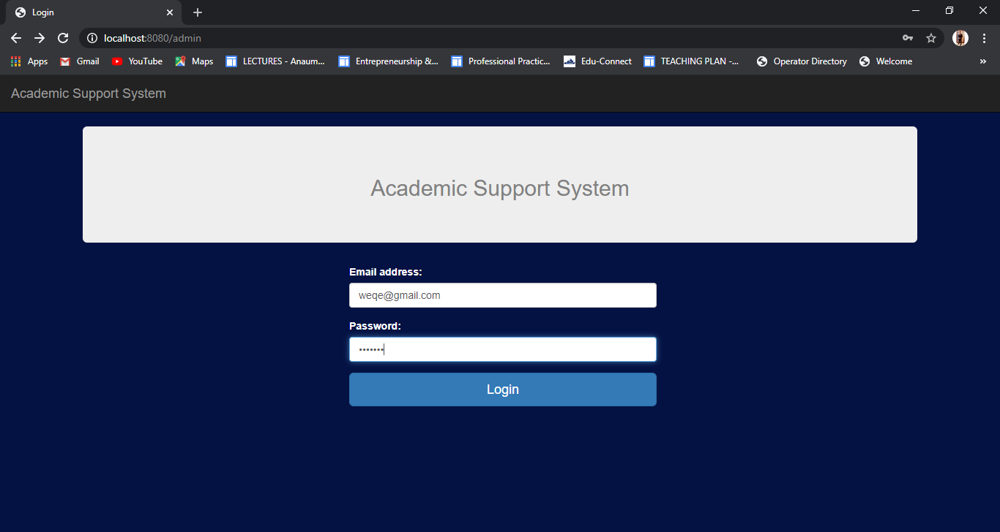 Login
localhost:8080/admin
Apps Gmail YouTube Maps LECTURES - Anaum... Entrepreneurship &... Professional Practic... Edu-Connect TEACHING PLAN -... Operator Directory Welcome »
Academic Support System
Academic Support System
Email address:
weqe@gmail.com
Password:
•••••••
Login